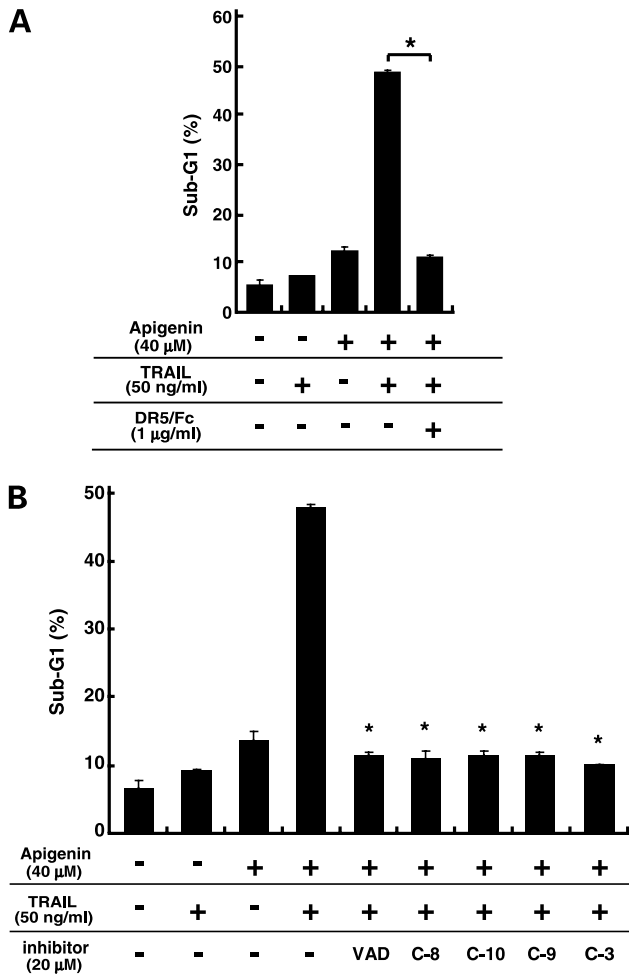 A
60
*
50
40
30
20
10
0
Sub-G1 (%)
Apigenin
(40 μM)
- - + + +
TRAIL
(50 ng/ml)
- + - + +
DR5/Fc
(1 μg/ml)
- - - - +
B
50
40
30
20
10
0
Sub-G1 (%)
* * * * *
Apigenin
(40 μM)
- - + + + + + + +
TRAIL
(50 ng/ml)
- + - + + + + + +
inhibitor
(20 μM)
- - - - VAD C-8 C-10 C-9 C-3